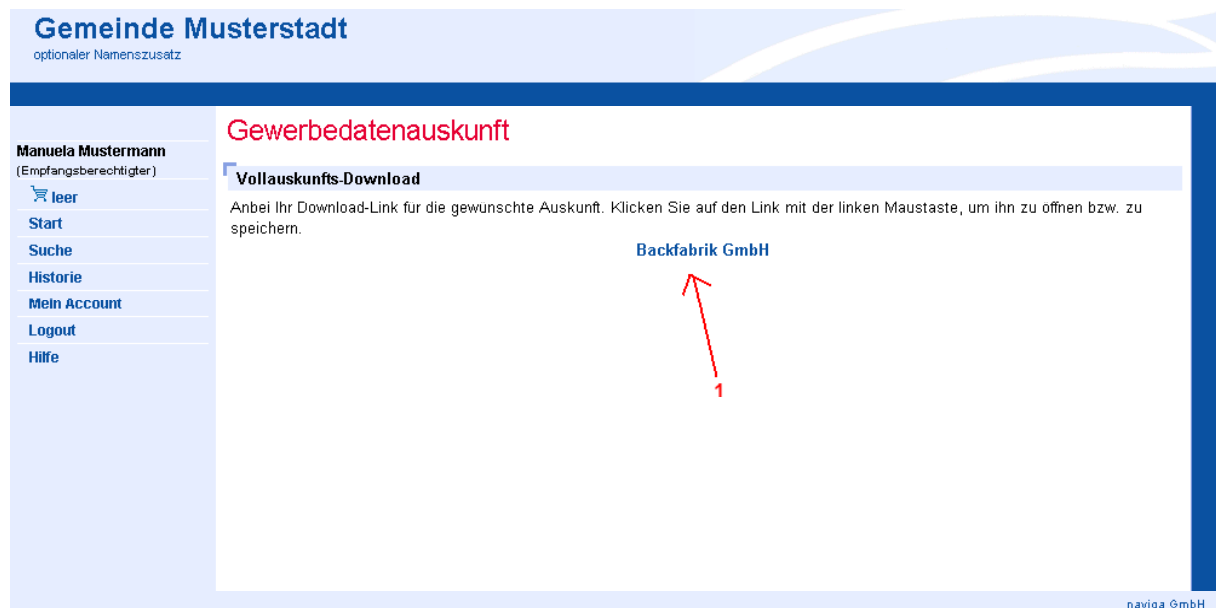 Gemeinde Musterstadt
optionaler Namenszusatz
Manuela Mustermann
(Empfangsberechtigter)
leer
Start
Suche
Historie
Mein Account
Logout
Hilfe
Gewerbedatenauskunft
Vollauskunfts-Download
Anbei Ihr Download-Link für die gewünschte Auskunft. Klicken Sie auf den Link mit der linken Maustaste, um ihn zu öffnen bzw. zu
speichern.
Backfabrik GmbH
1
naviga GmbH